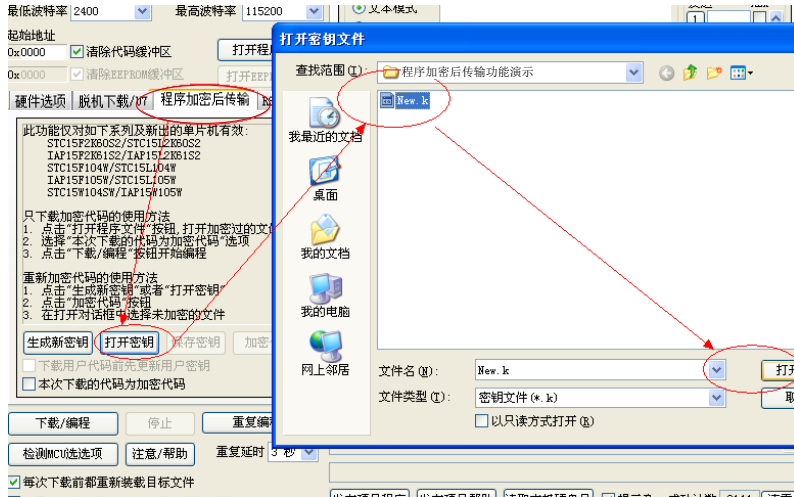 最低波特率 2400 最高波特率 115200 文本模式
起始地址
0x0000 清除代码缓冲区 打开程
0x0000 清除EEPROM缓冲区 打开EEP
硬件选项 脱机下载/U7 程序加密后传输
此功能仅对如下系列及新出的单片机有效:
STC15F2K60S2/STC15L2K60S2
IAP15F2K61S2/IAP15L2K61S2
STC15F104W/STC15L104W
IAP15F105W/STC15L105W
STC15W104SW/IAP15W105W
只下载加密代码的使用方法
1. 点击"打开程序文件"按钮,打开加密过的文
2. 选择"本次下载的代码为加密代码"选项
3. 点击"下载/编程"按钮开始编程
重新加密代码的使用方法
1. 点击"生成新密钥"或者"打开密钥"
2. 点击"加密代码"按钮
3. 在打开对话框中选择未加密的文件
生成新密钥 打开密钥 保存密钥 加密
下载用户代码前先更新用户密钥
本次下载的代码为加密代码
下载/编程 停止 重复编
检测MCU选选项 注意/帮助 重复延时 3 秒
每次下载前都重新装载目标文件
打开密钥文件
查找范围(I): 程序加密后传输功能演示
New.k
我最近的文档
桌面
我的文档
我的电脑
网上邻居
文件名(N): New.k 打开
文件类型(T): 密钥文件(*.k) 取
以只读方式打开(R)